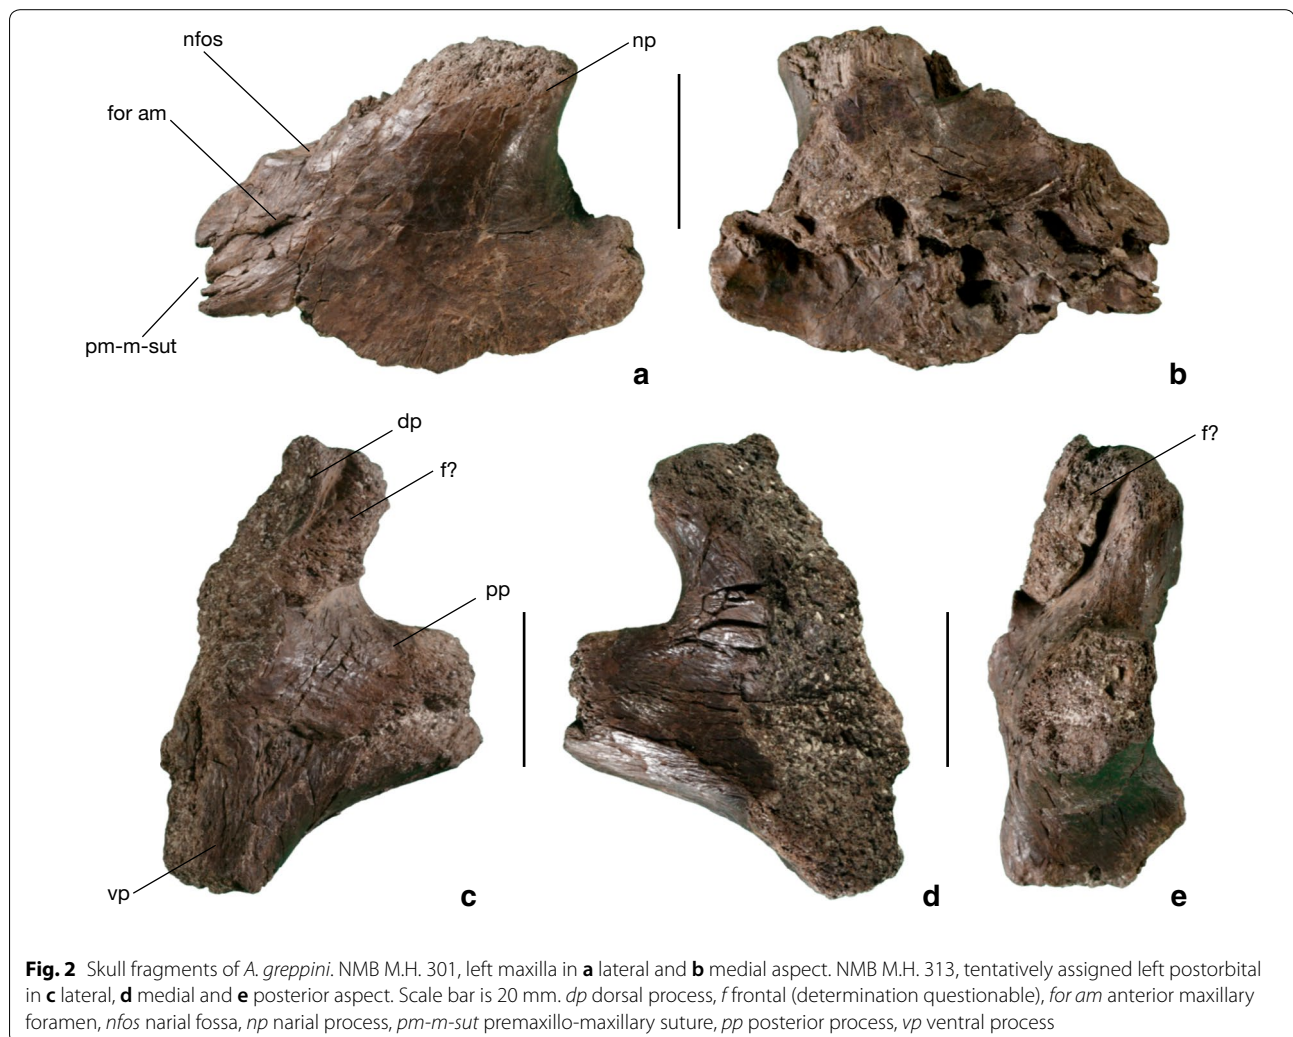 nfos
np
for am
pm-m-sut
a
b
dp
f?
f?
pp
vp
c
d
e
Fig. 2 Skull fragments of A. greppini. NMB M.H. 301, left maxilla in a lateral and b medial aspect. NMB M.H. 313, tentatively assigned left postorbital
in c lateral, d medial and e posterior aspect. Scale bar is 20 mm. dp dorsal process, f frontal (determination questionable), for am anterior maxillary
foramen, nfos narial fossa, np narial process, pm-m-sut premaxillo-maxillary suture, pp posterior process, vp ventral process